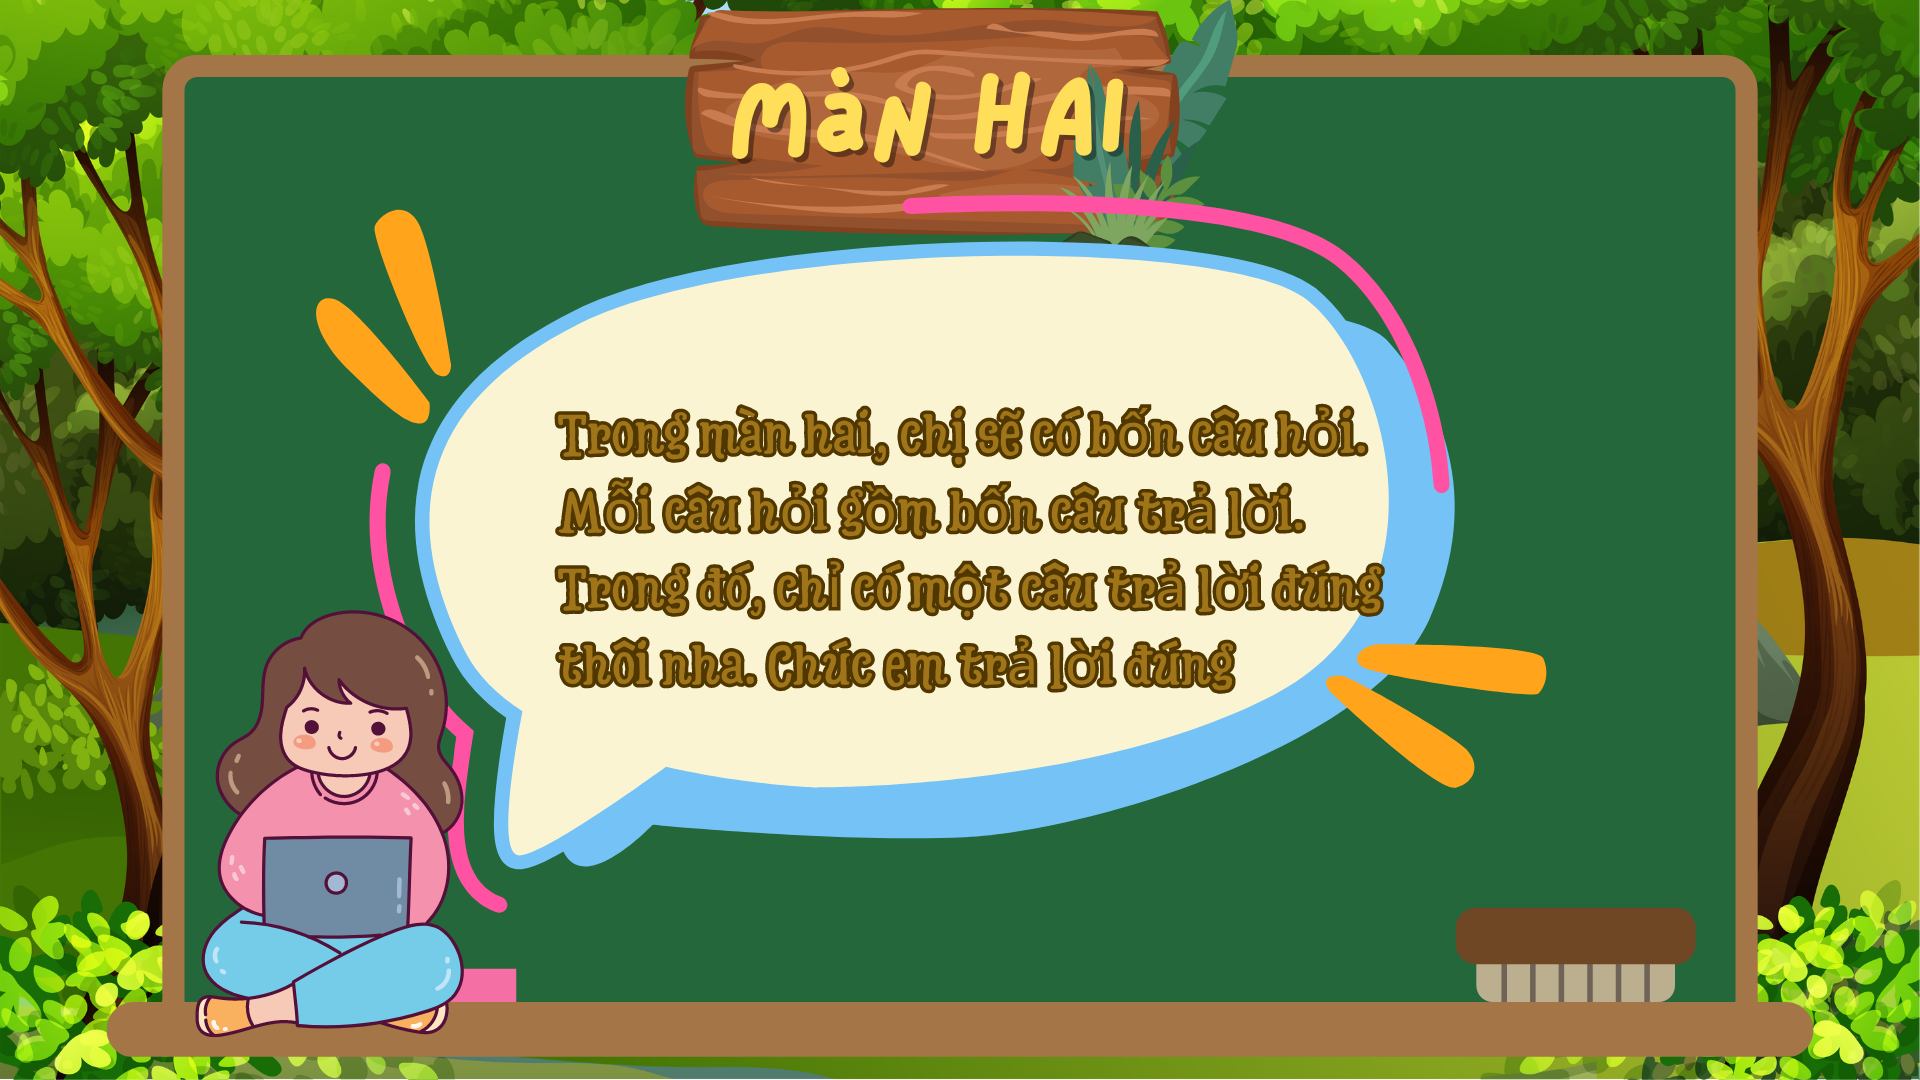 MàN HAI
Trong màn hai, chị sẽ có bốn câu hỏi.
Mỗi câu hỏi gồm bốn câu trả lời.
Trong đó, chỉ có một câu trả lời đúng
thôi nha. Chúc em trả lời đúng